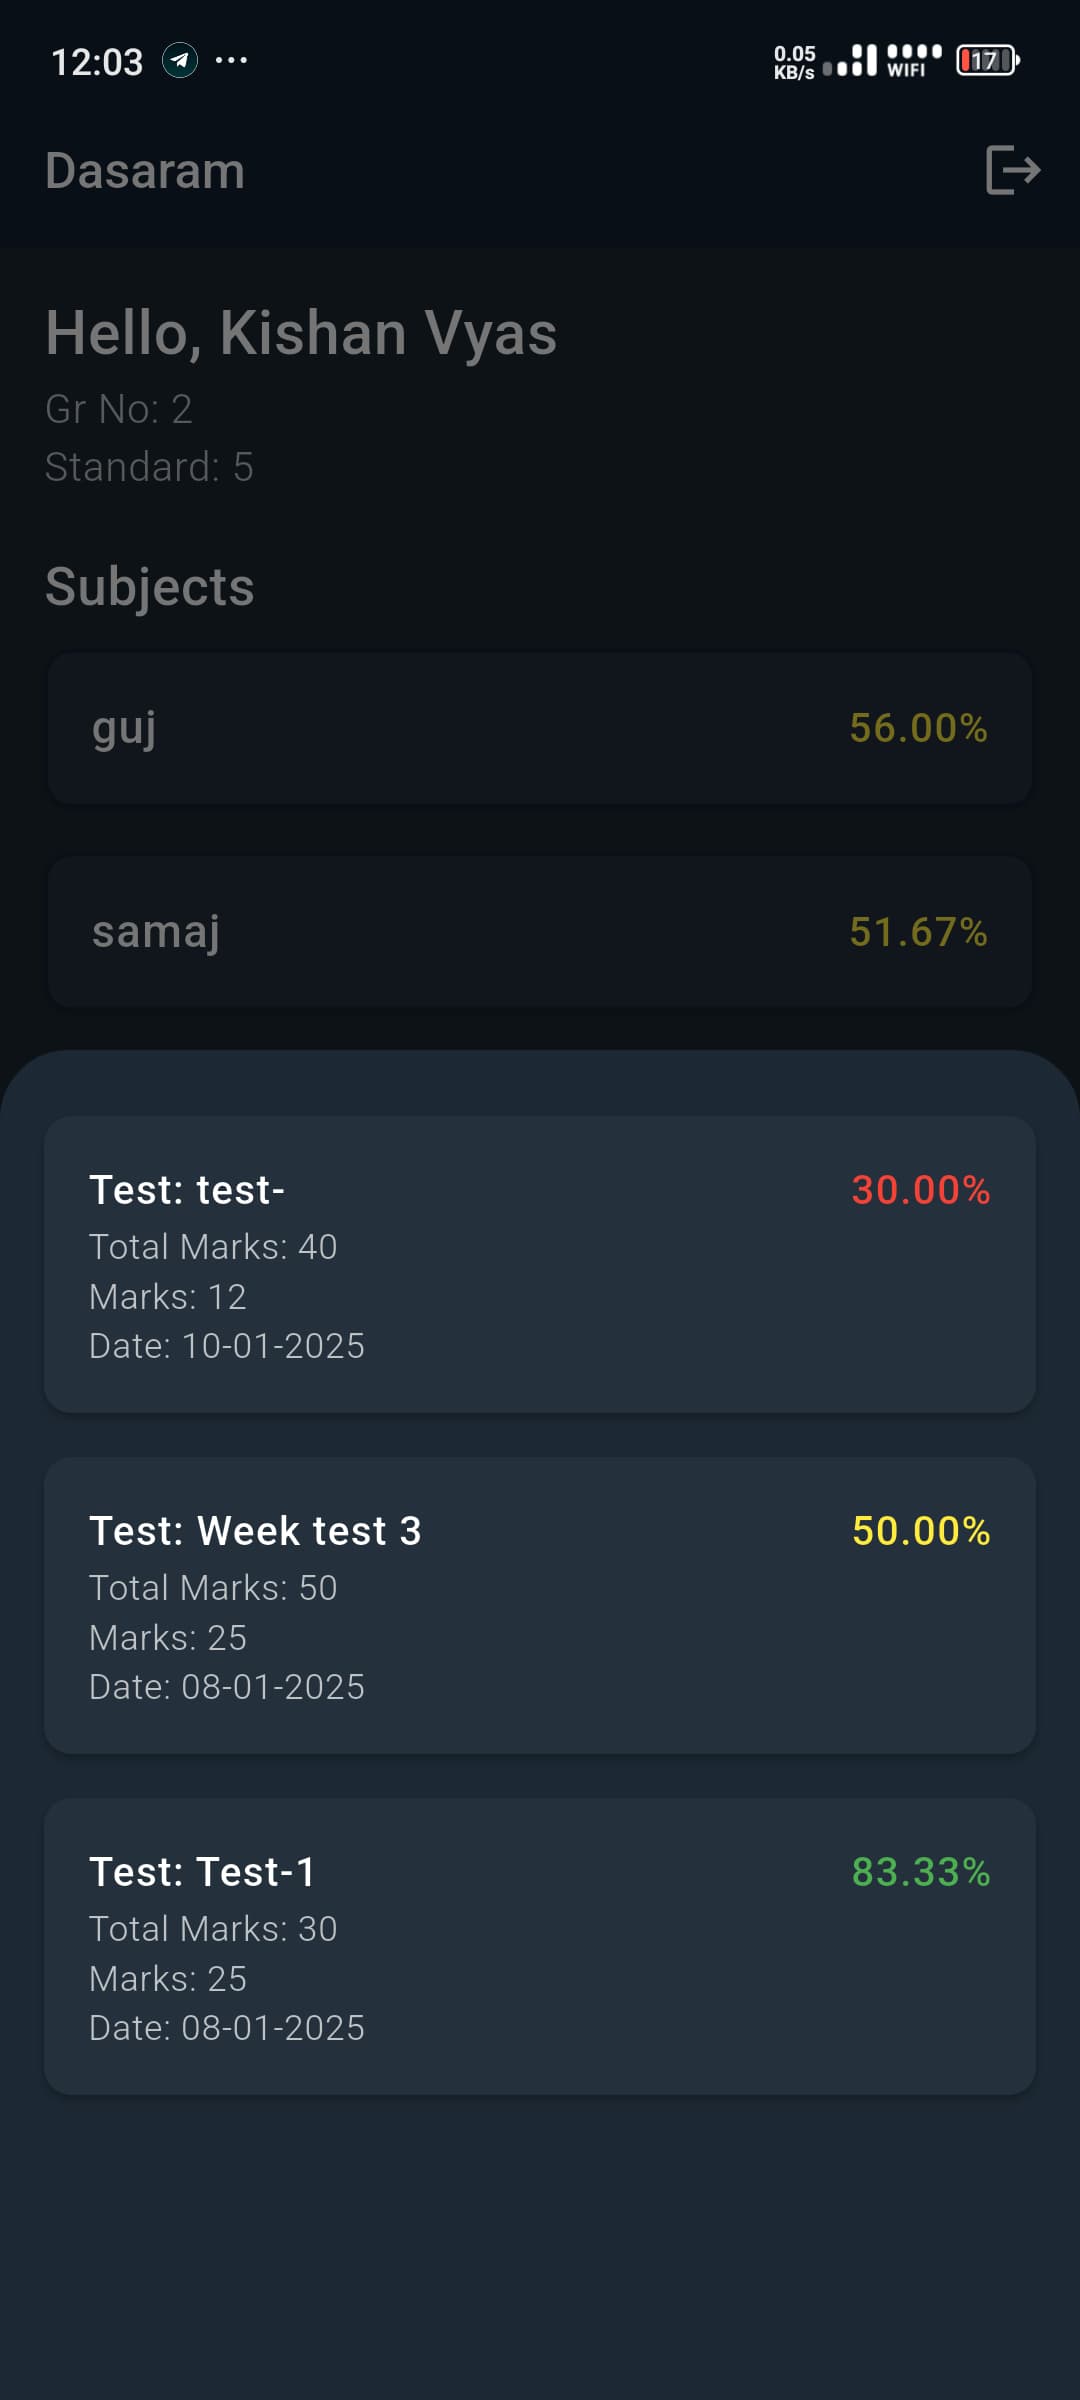 12:03 ... 0.05 KB/s WIFI 17
Dasaram
Hello, Kishan Vyas
Gr No: 2
Standard: 5
Subjects
guj 56.00%
samaj 51.67%
Test: test- 30.00%
Total Marks: 40
Marks: 12
Date: 10-01-2025
Test: Week test 3 50.00%
Total Marks: 50
Marks: 25
Date: 08-01-2025
Test: Test-1 83.33%
Total Marks: 30
Marks: 25
Date: 08-01-2025